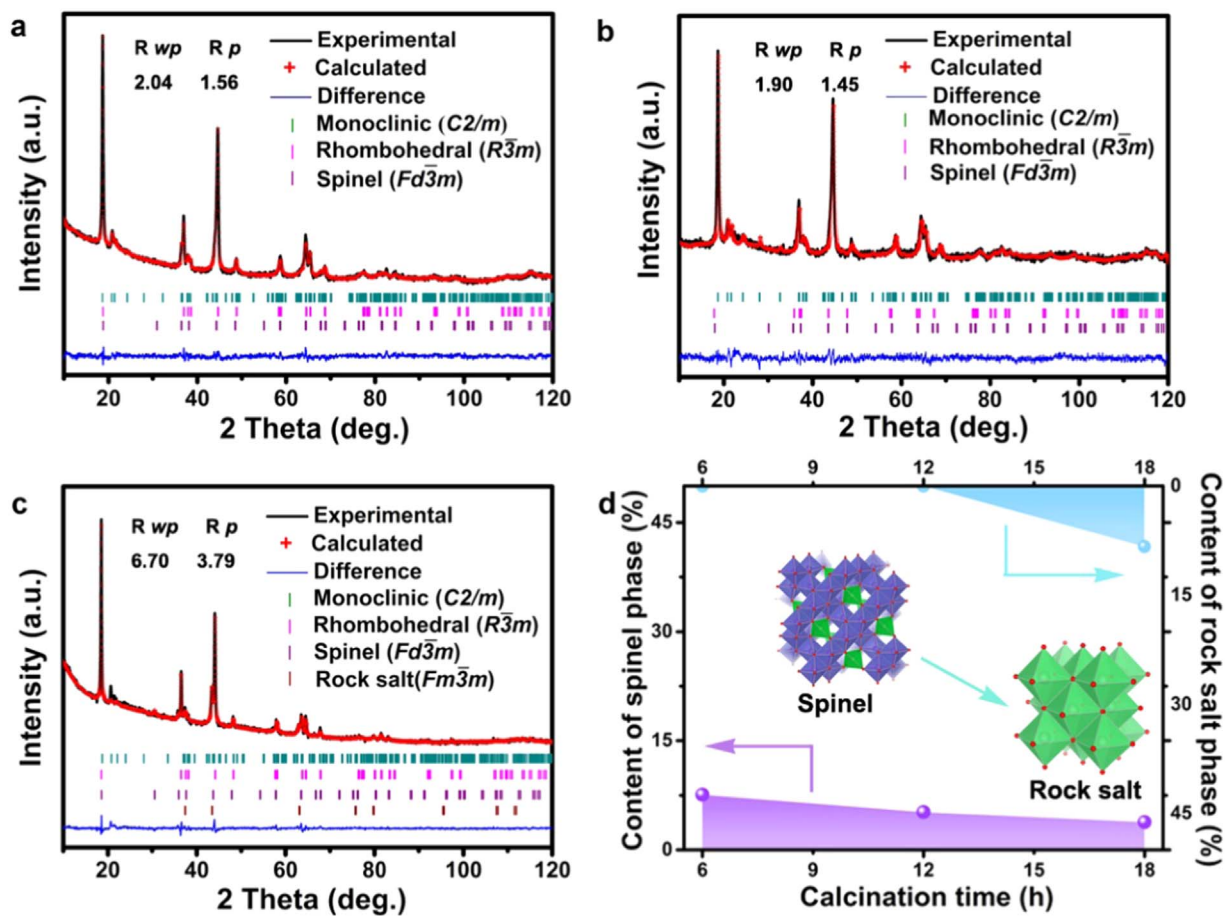 a
R wp R p
2.04 1.56
Experimental
Calculated
Difference
Monoclinic (C2/m)
Rhombohedral (R3̅m)
Spinel (Fd3̅m)
Intensity (a.u.)
20 40 60 80 100 120
2 Theta (deg.)
b
R wp R p
1.90 1.45
Experimental
Calculated
Difference
Monoclinic (C2/m)
Rhombohedral (R3̅m)
Spinel (Fd3̅m)
Intensity (a.u.)
20 40 60 80 100 120
2 Theta (deg.)
c
R wp R p
6.70 3.79
Experimental
Calculated
Difference
Monoclinic (C2/m)
Rhombohedral (R3̅m)
Spinel (Fd3̅m)
Rock salt(Fm3̅m)
Intensity (a.u.)
20 40 60 80 100 120
2 Theta (deg.)
d
6 9 12 15 18
Content of spinel phase (%)
45
30
15
0
Spinel
Rock salt
0
15
30
45
Content of rock salt phase (%)
6 9 12 15 18
Calcination time (h)